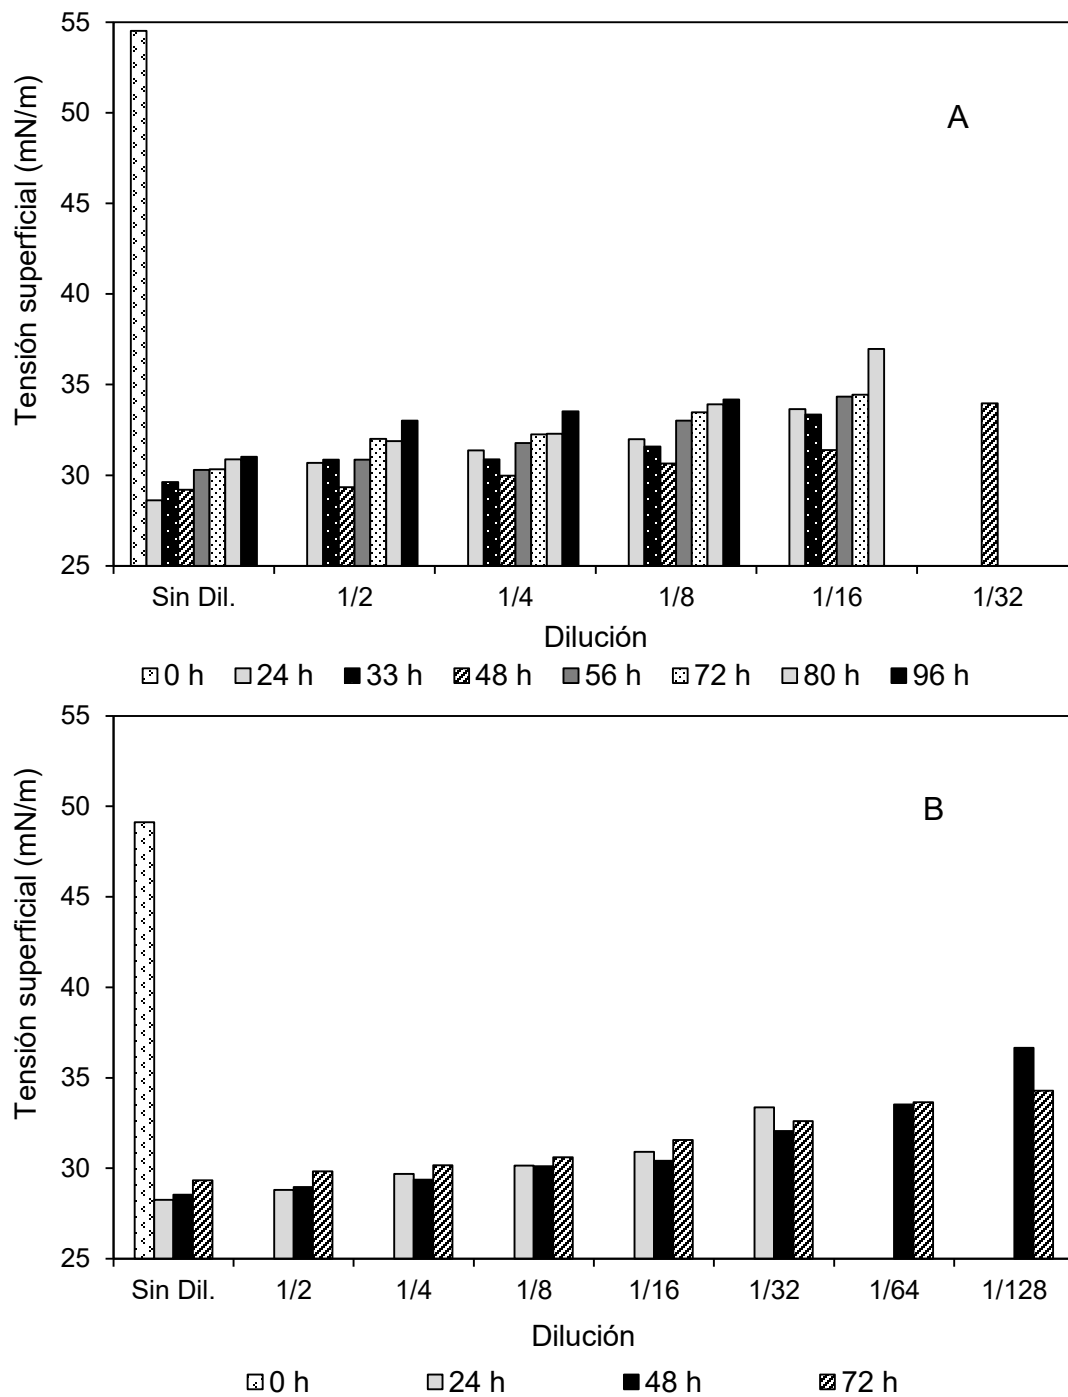 55
50
45
40
35
30
25
Tensión superficial (mN/m)
A
Sin Dil. 1/2 1/4 1/8 1/16 1/32
Dilución
0 h 24 h 33 h 48 h 56 h 72 h 80 h 96 h
55
50
45
40
35
30
25
Tensión superficial (mN/m)
B
Sin Dil. 1/2 1/4 1/8 1/16 1/32 1/64 1/128
Dilución
0 h 24 h 48 h 72 h